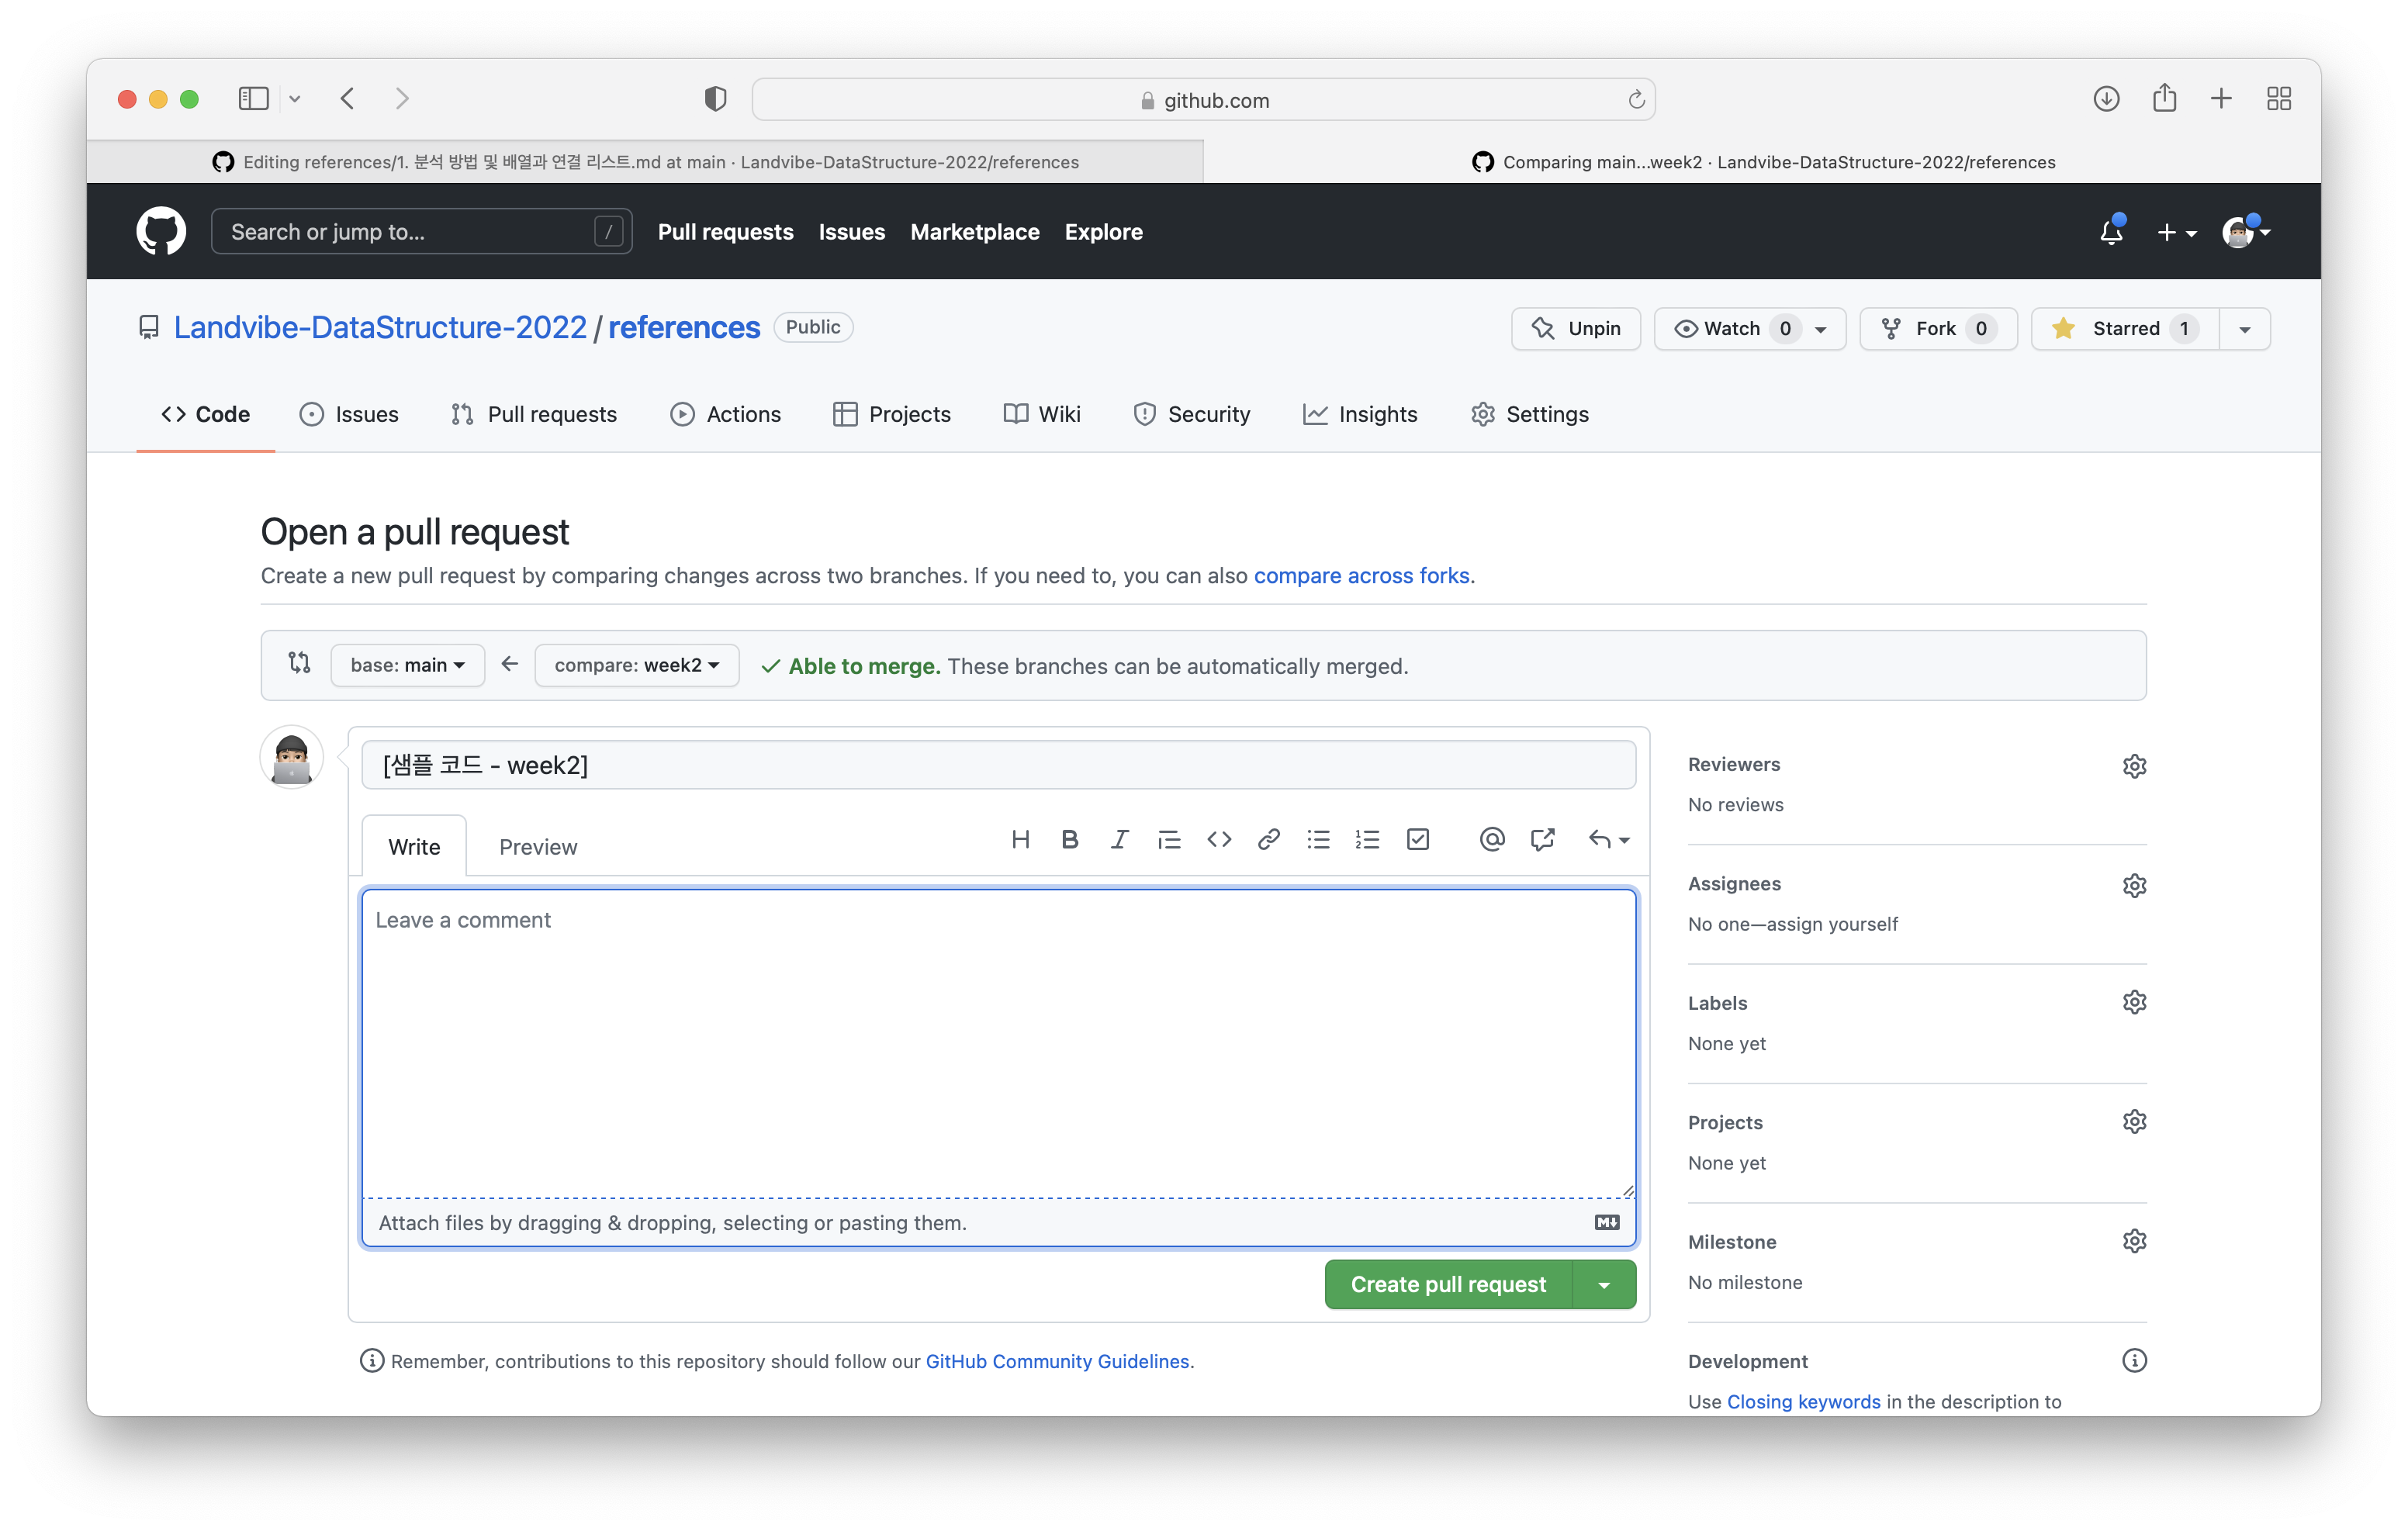 github.com
Editing references/1. 분석 방법 및 배열과 연결 리스트.md at main · Landvibe-DataStructure-2022/references
Comparing main...week2 · Landvibe-DataStructure-2022/references
Search or jump to... /
Pull requests Issues Marketplace Explore
Landvibe-DataStructure-2022 / references Public
Unpin Watch 0 Fork 0 Starred 1
Code Issues Pull requests Actions Projects Wiki Security Insights Settings
Open a pull request
Create a new pull request by comparing changes across two branches. If you need to, you can also compare across forks.
base: main compare: week2 Able to merge. These branches can be automatically merged.
[샘플 코드 - week2]
Write Preview
Leave a comment
Attach files by dragging & dropping, selecting or pasting them.
Create pull request
Remember, contributions to this repository should follow our GitHub Community Guidelines.
Reviewers
No reviews
Assignees
No one—assign yourself
Labels
None yet
Projects
None yet
Milestone
No milestone
Development
Use Closing keywords in the description to